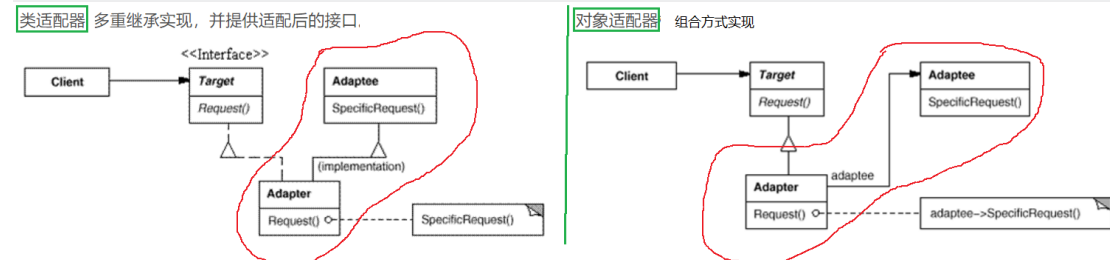 类适配器 多重继承实现，并提供适配后的接口.
<<Interface>>
Client
Target
Request()
Adaptee
SpecificRequest()
(implementation)
Adapter
Request()
SpecificRequest()
对象适配器 组合方式实现
Client
Target
Request()
Adaptee
SpecificRequest()
adaptee
Adapter
Request()
adaptee->SpecificRequest()